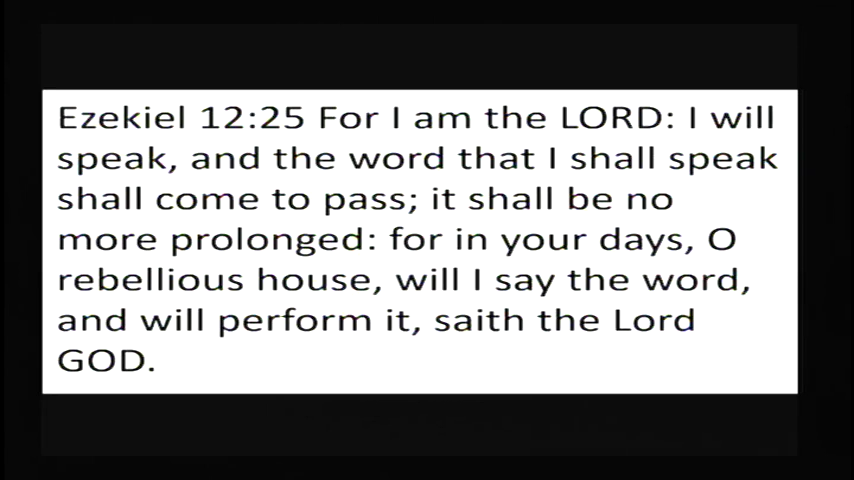 Ezekiel 12:25 For I am the LORD: I will
speak, and the word that I shall speak
shall come to pass; it shall be no
more prolonged: for in your days, O
rebellious house, will I say the word,
and will perform it, saith the Lord
GOD.